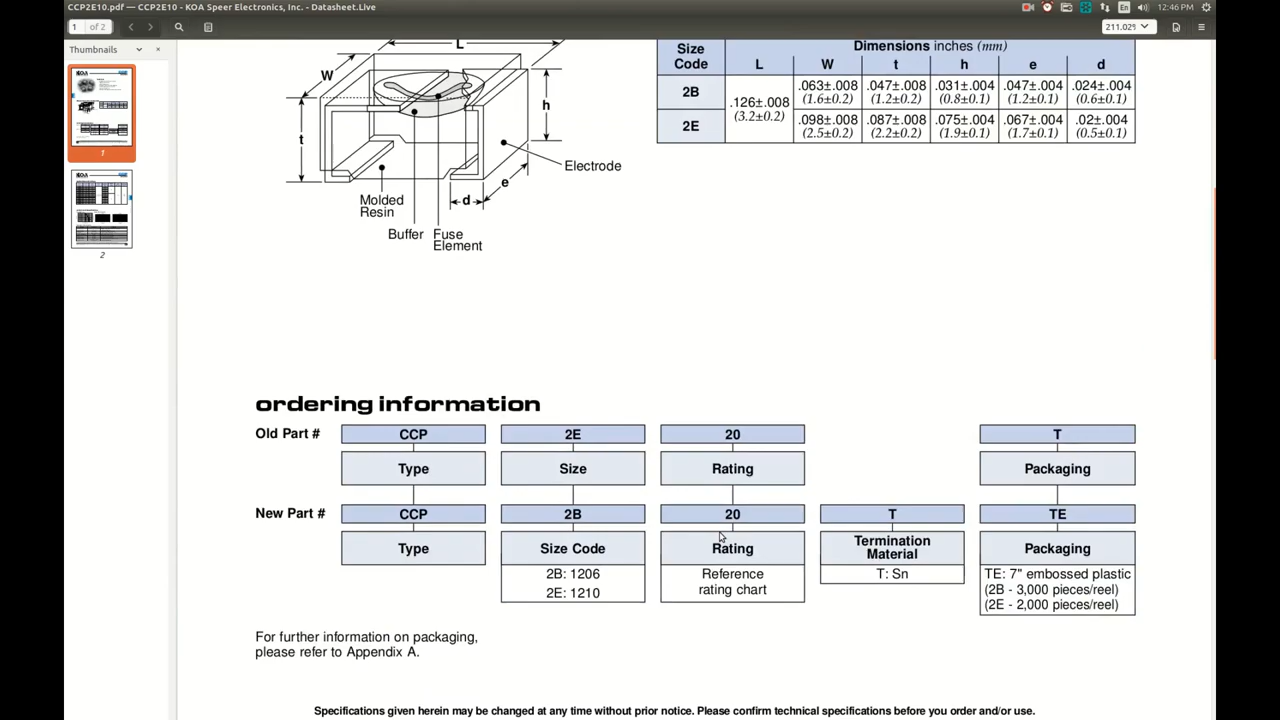 CCP2E10.pdf — CCP2E10 - KOA Speer Electronics, Inc. - Datasheet.Live
En
12:46 PM
1
of 2
211.02%
Thumbnails
1
2
L
W
t
h
e
d
Molded
Resin
Buffer
Fuse
Element
Electrode
Size
Code
Dimensions inches (mm)
L W t h e d
2B
.126±.008
(3.2±0.2)
.063±.008 .047±.008 .031±.004 .047±.004 .024±.004
(1.6±0.2) (1.2±0.2) (0.8±0.1) (1.2±0.1) (0.6±0.1)
2E
.098±.008 .087±.008 .075±.004 .067±.004 .02±.004
(2.5±0.2) (2.2±0.2) (1.9±0.1) (1.7±0.1) (0.5±0.1)
ordering information
Old Part # CCP 2E 20 T
Type Size Rating Packaging
New Part # CCP 2B 20 T TE
Type
Size Code
2B: 1206
2E: 1210
Rating
Reference
rating chart
Termination
Material
T: Sn
Packaging
TE: 7" embossed plastic
(2B - 3,000 pieces/reel)
(2E - 2,000 pieces/reel)
For further information on packaging,
please refer to Appendix A.
Specifications given herein may be changed at any time without prior notice. Please confirm technical specifications before you order and/or use.